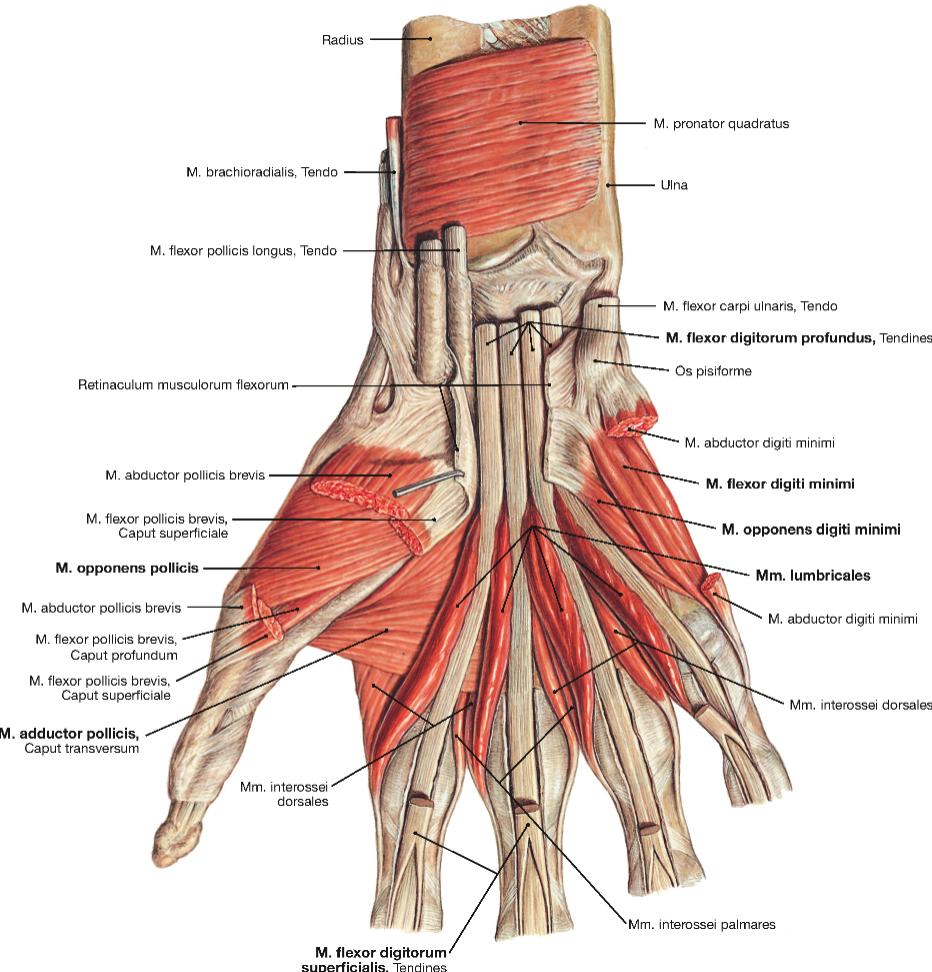 Radius
M. pronator quadratus
M. brachioradialis, Tendo
Ulna
M. flexor pollicis longus, Tendo
M. flexor carpi ulnaris, Tendo
M. flexor digitorum profundus, Tendines
Os pisiforme
Retinaculum musculorum flexorum
M. abductor digiti minimi
M. abductor pollicis brevis
M. flexor digiti minimi
M. flexor pollicis brevis,
Caput superficiale
M. opponens digiti minimi
M. opponens pollicis
Mm. lumbricales
M. abductor pollicis brevis
M. abductor digiti minimi
M. flexor pollicis brevis,
Caput profundum
M. flexor pollicis brevis,
Caput superficiale
Mm. interossei dorsales
M. adductor pollicis,
Caput transversum
Mm. interossei
dorsales
Mm. interossei palmares
M. flexor digitorum
superficialis, Tendines